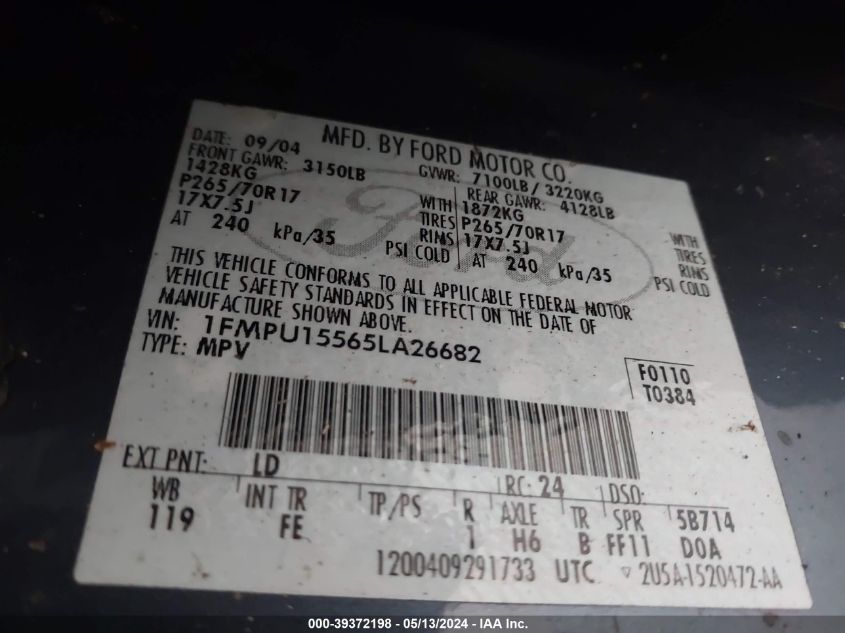 DATE: 09/04 MFD. BY FORD MOTOR CO.
FRONT GAWR: 3150LB GVWR: 7100LB/ 3220KG
1428KG WITH REAR GAWR: 4128LB
P265/70R17 TIRES 1872KG WITH
17X7.5J RIMS P265/70R17 TIRES
AT 240 kPa/35 PSI COLD 17X7.5J RIMS
AT 240 kPa/35 PSI COLD
Ford
THIS VEHICLE CONFORMS TO ALL APPLICABLE FEDERAL MOTOR
VEHICLE SAFETY STANDARDS IN EFFECT ON THE DATE OF
MANUFACTURE SHOWN ABOVE.
VIN: 1FMPU15565LA26682
TYPE: MPV
F0110
T0384
EXT PNT: LD RC: 24 DSO:
WB INT TR TP/PS R AXLE TR SPR 5B714
119 FE 1 H6 B FF11 D0A
1200409291733 UTC ▽ 2U5A-1520472-AA
000-39372198 - 05/13/2024 - IAA Inc.